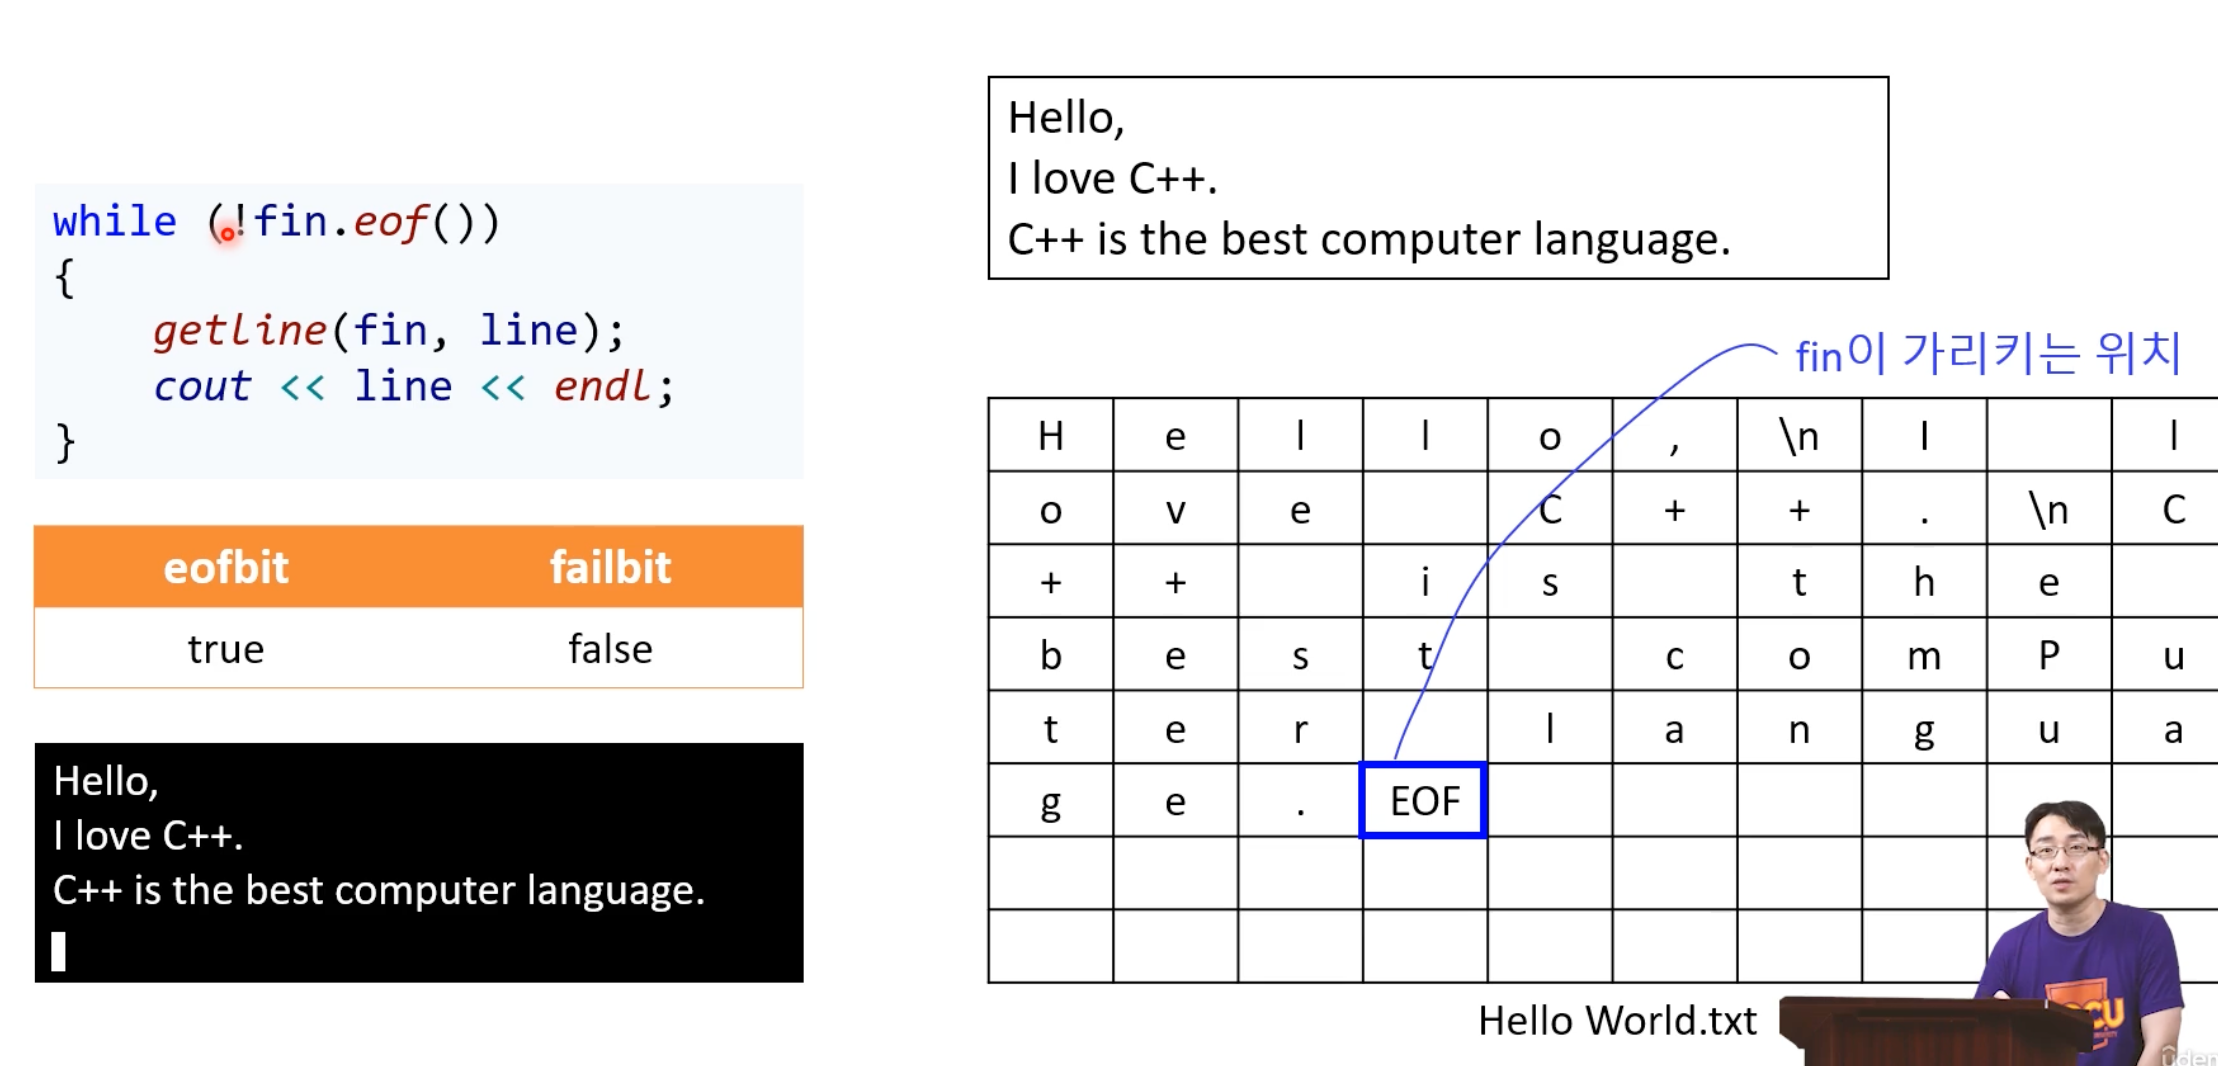 while (!fin.eof())
{
getline(fin, line);
cout << line << endl;
}
eofbit failbit
true false
Hello,
I love C++.
C++ is the best computer language.
Hello,
I love C++.
C++ is the best computer language.
fin이 가리키는 위치
H e l l o , \n I l
o v e C + + . \n C
+ + i s t h e
b e s t c o m P u
t e r l a n g u a
g e . EOF
Hello World.txt
CU